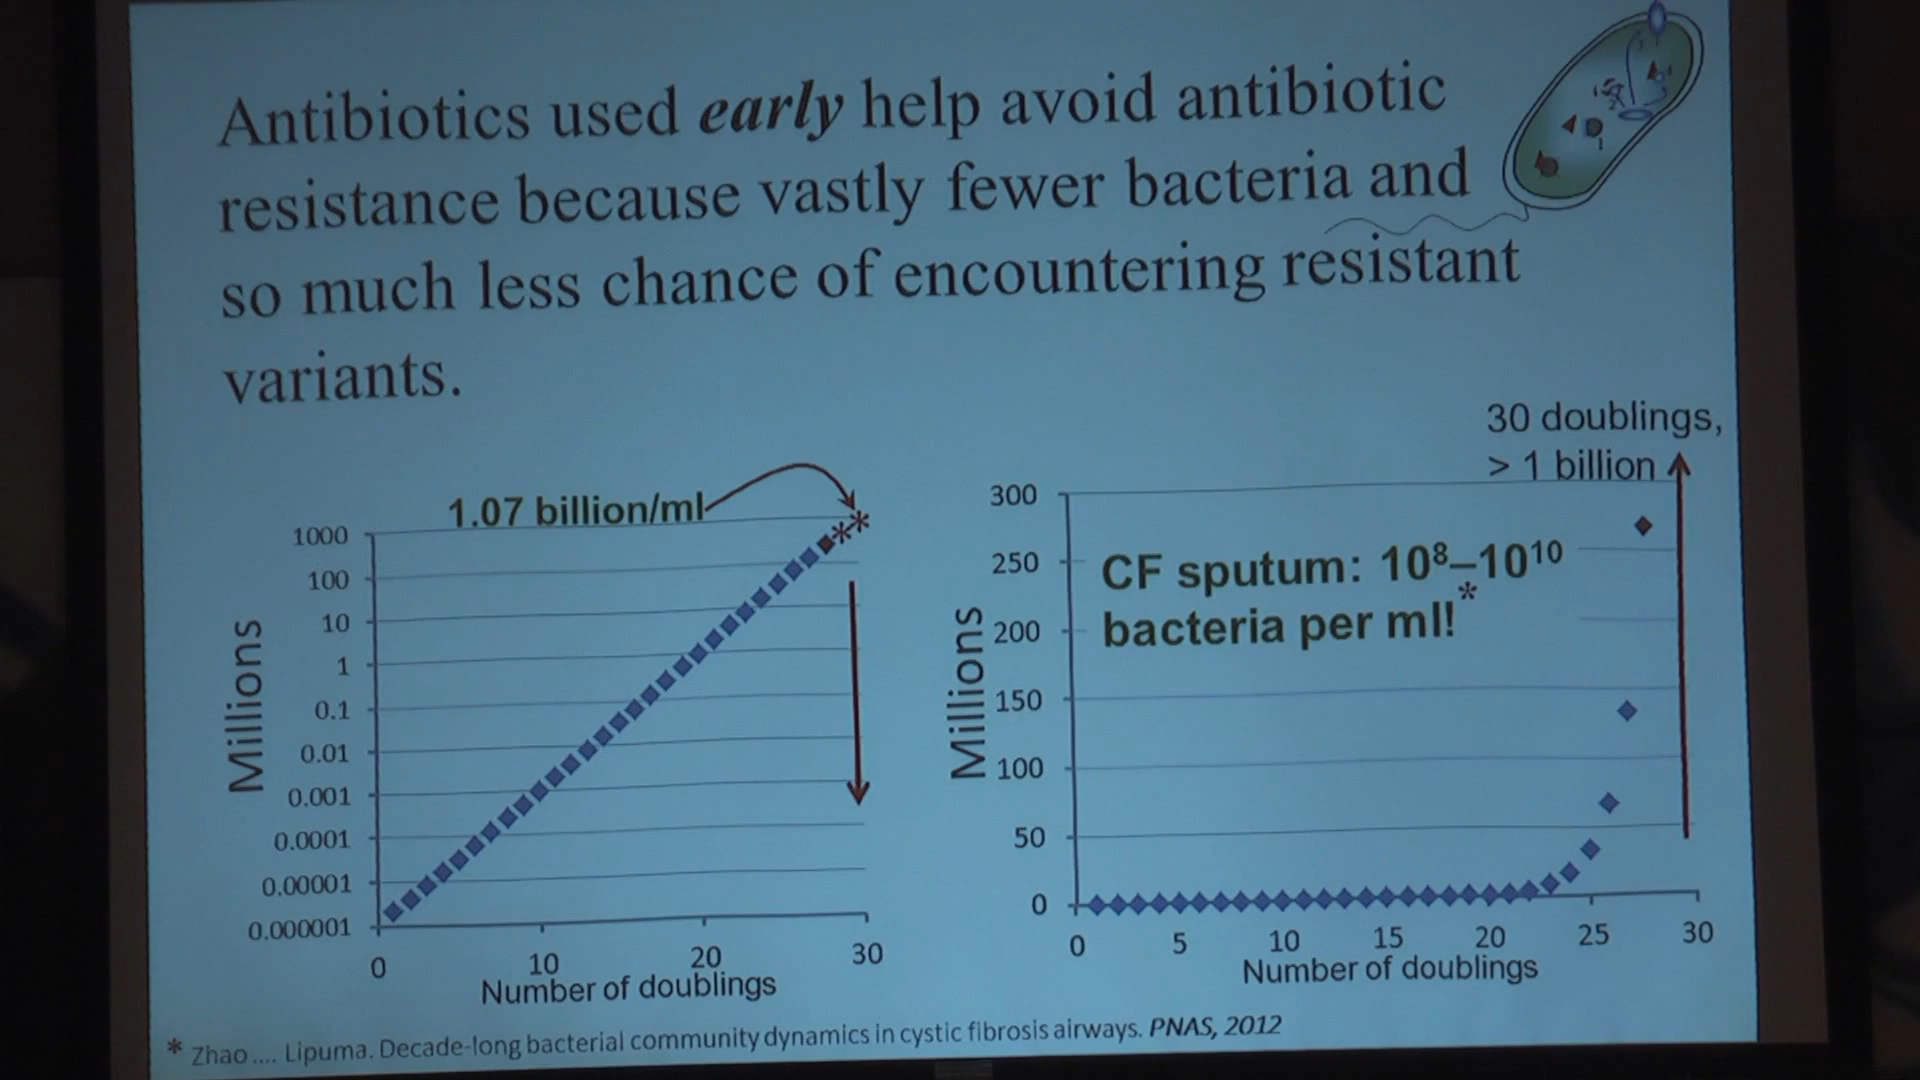 Antibiotics used early help avoid antibiotic
resistance because vastly fewer bacteria and
so much less chance of encountering resistant
variants.
1.07 billion/ml
1000
100
10
1
0.1
0.01
0.001
0.0001
0.00001
0.000001
Millions
0 10 20 30
Number of doublings
30 doublings,
> 1 billion
CF sputum: 10⁸–10¹⁰
bacteria per ml!*
300
250
200
150
100
50
0
Millions
0 5 10 15 20 25 30
Number of doublings
* Zhao .... Lipuma. Decade-long bacterial community dynamics in cystic fibrosis airways. PNAS, 2012